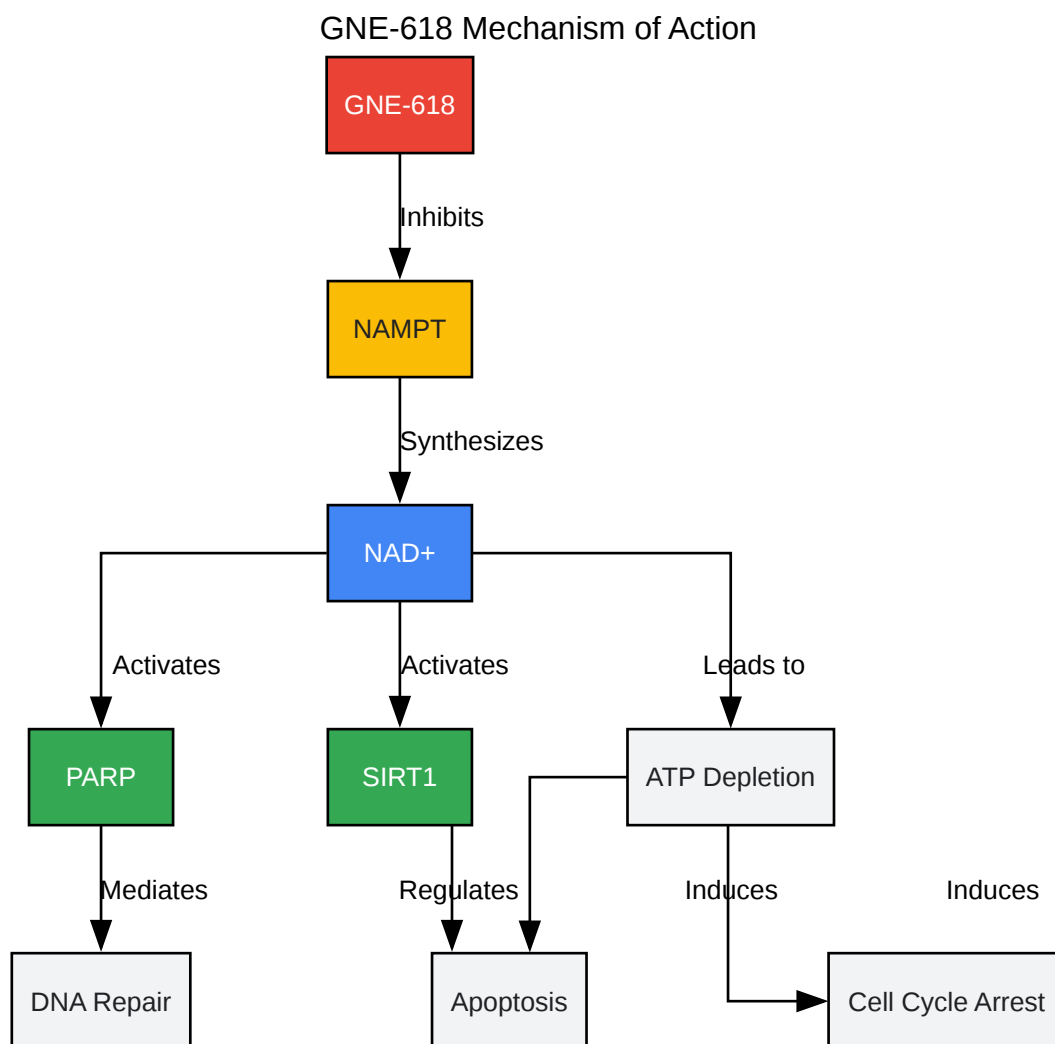 GNE-618 Mechanism of Action
GNE-618
Inhibits
NAMPT
Synthesizes
NAD+
Activates
Activates
Leads to
PARP
SIRT1
ATP Depletion
Mediates
Regulates
Induces
Induces
DNA Repair
Apoptosis
Cell Cycle Arrest